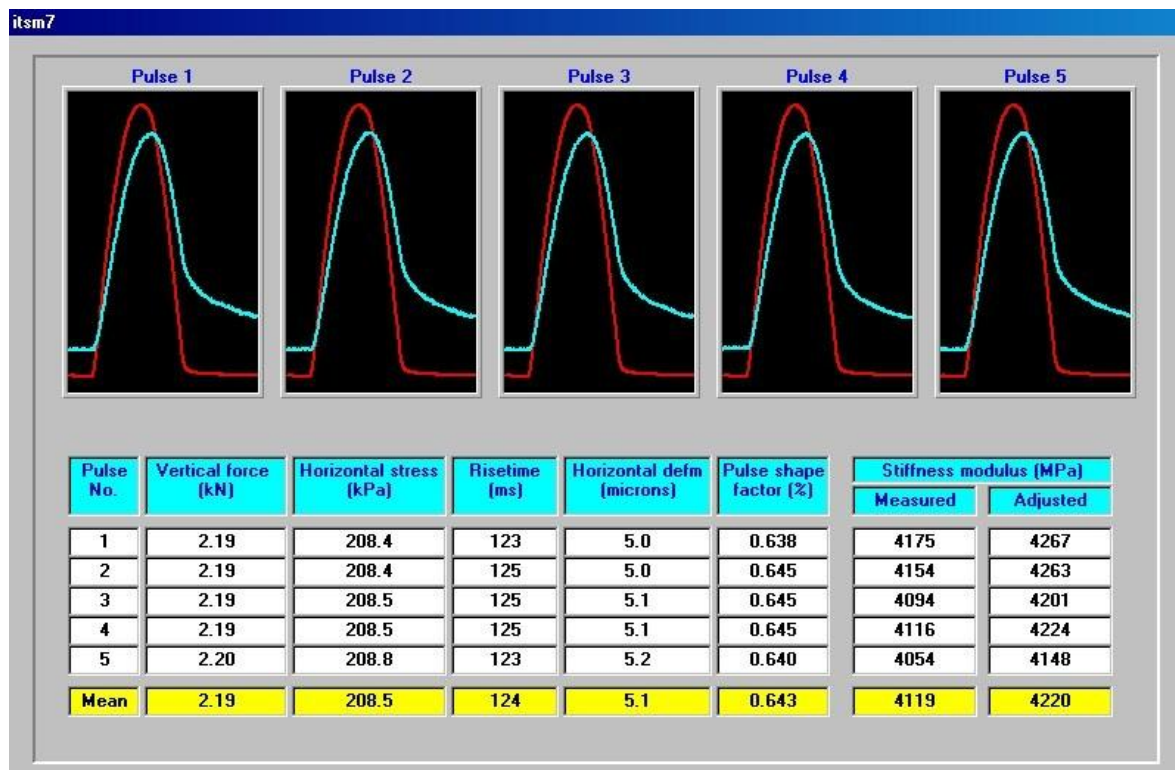 itsm7
Pulse 1 Pulse 2 Pulse 3 Pulse 4 Pulse 5
Pulse No. Vertical force (kN) Horizontal stress (kPa) Risetime (ms) Horizontal defm (microns) Pulse shape factor (%) Stiffness modulus (MPa)
Measured Adjusted
1 2.19 208.4 123 5.0 0.638 4175 4267
2 2.19 208.4 125 5.0 0.645 4154 4263
3 2.19 208.5 125 5.1 0.645 4094 4201
4 2.19 208.5 125 5.1 0.645 4116 4224
5 2.20 208.8 123 5.2 0.640 4054 4148
Mean 2.19 208.5 124 5.1 0.643 4119 4220